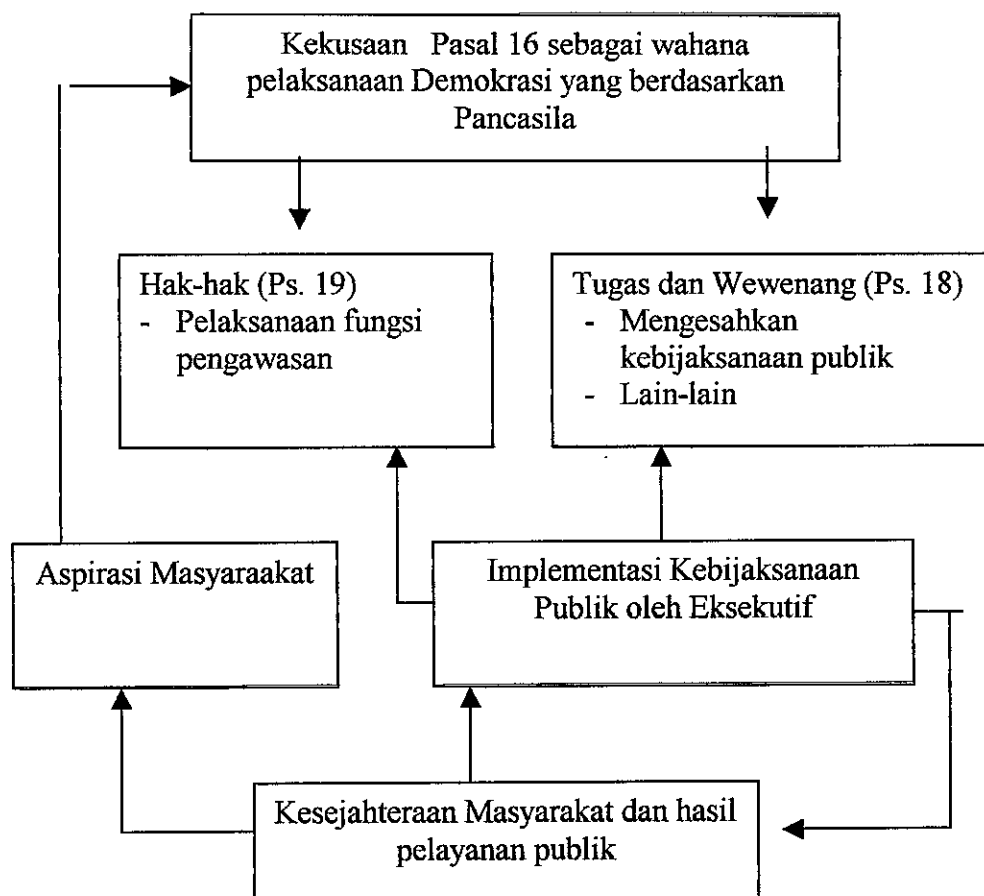 Kekusaan Pasal 16 sebagai wahana
pelaksanaan Demokrasi yang berdasarkan
Pancasila
Hak-hak (Ps. 19)
- Pelaksanaan fungsi
pengawasan
Tugas dan Wewenang (Ps. 18)
- Mengesahkan
kebijaksanaan publik
- Lain-lain
Aspirasi Masyaraakat
Implementasi Kebijaksanaan
Publik oleh Eksekutif
Kesejahteraan Masyarakat dan hasil
pelayanan publik